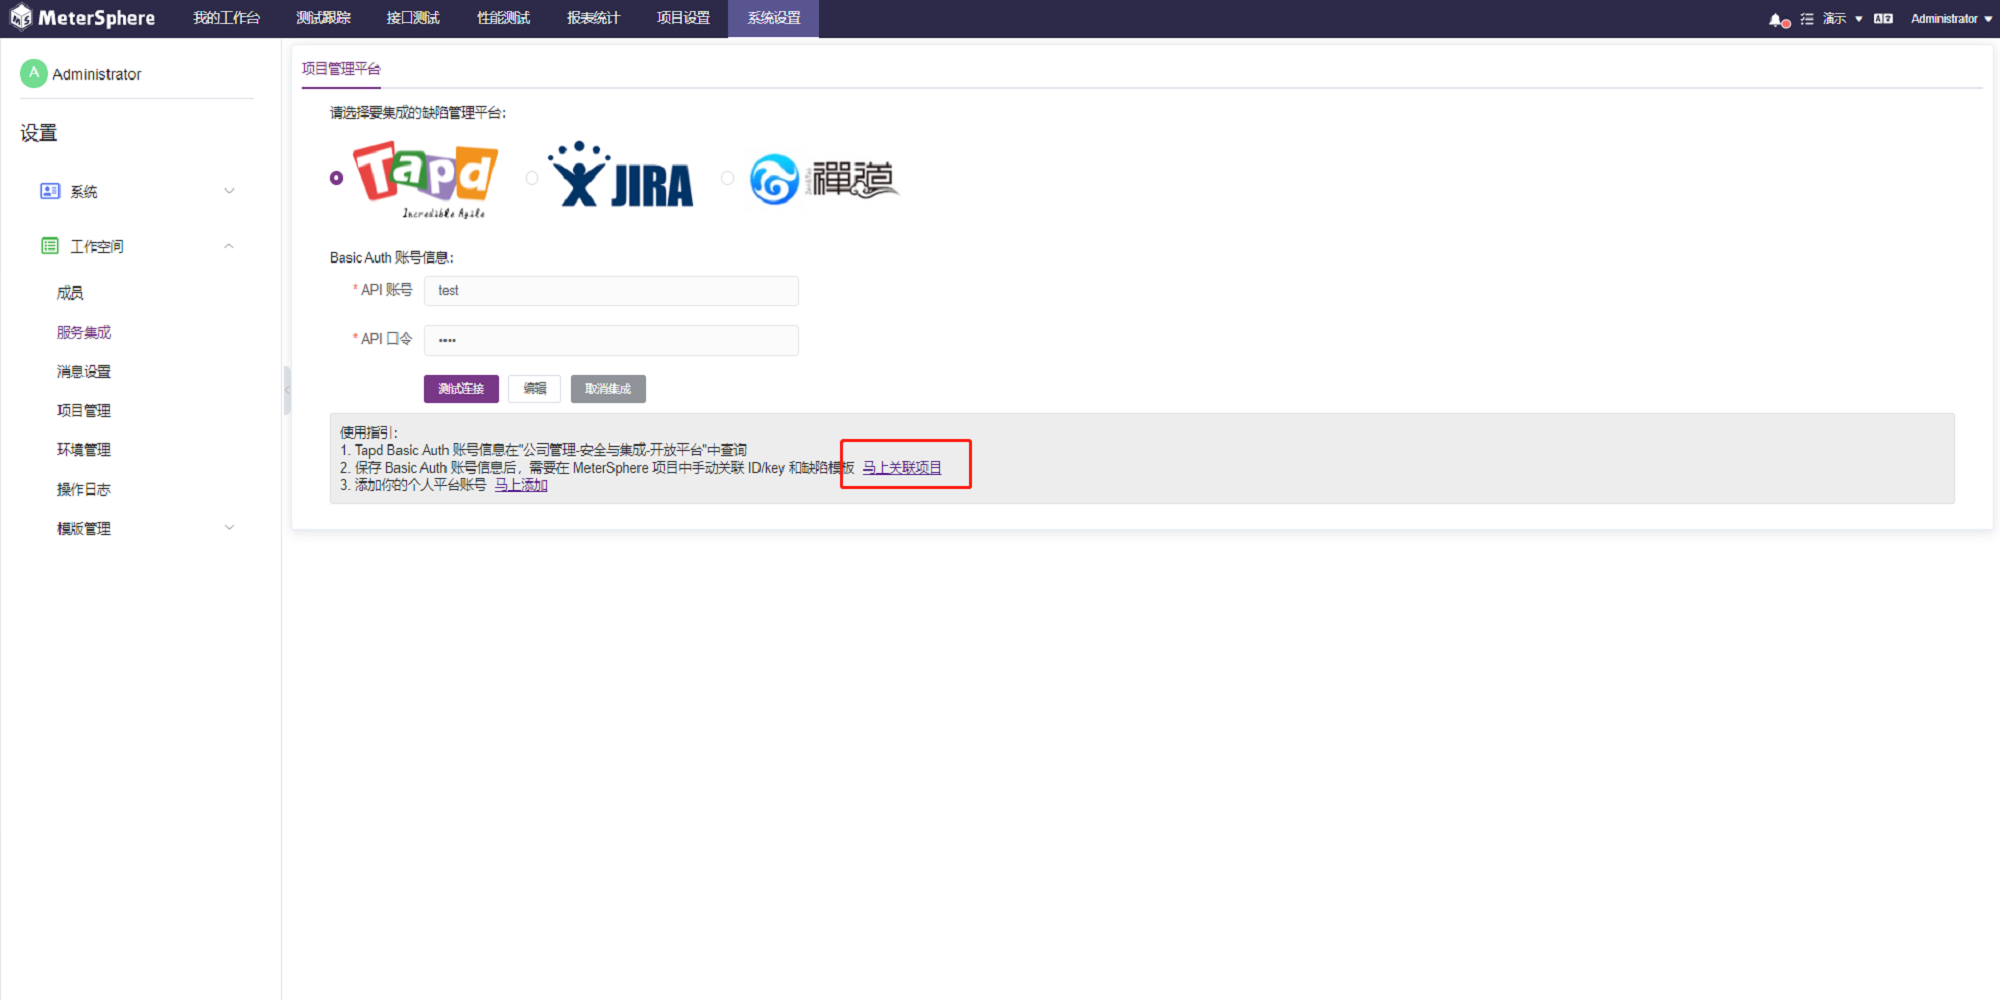 MeterSphere 我的工作台 测试跟踪 接口测试 性能测试 报表统计 项目设置 系统设置 演示 Administrator
A Administrator
设置
系统
工作空间
成员
服务集成
消息设置
项目管理
环境管理
操作日志
模版管理
项目管理平台
请选择要集成的缺陷管理平台:
Tapd
Incredible Agile
JIRA
禪道
Basic Auth 账号信息:
* API 账号 test
* API 口令 ••••
测试连接 编辑 取消集成
使用指引:
1. Tapd Basic Auth 账号信息在"公司管理-安全与集成-开放平台"中查询
2. 保存 Basic Auth 账号信息后，需要在 MeterSphere 项目中手动关联 ID/key 和缺陷模版 马上关联项目
3. 添加你的个人平台账号 马上添加